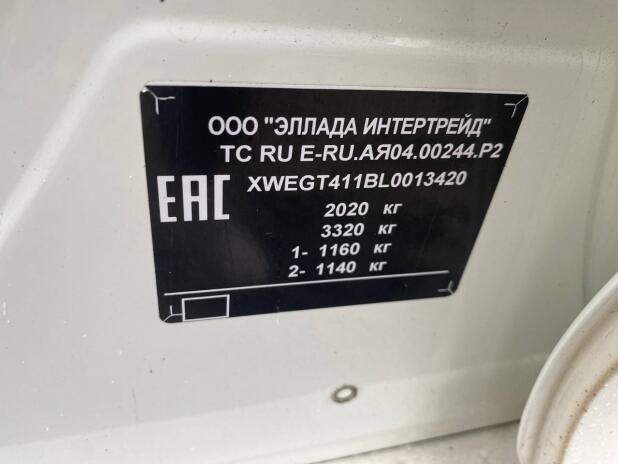 ООО "ЭЛЛАДА ИНТЕРТРЕЙД"
ТС RU Е-RU.АЯ04.00244.Р2
XWEGT411BL0013420
EAC
2020 кг
3320 кг
1- 1160 кг
2- 1140 кг